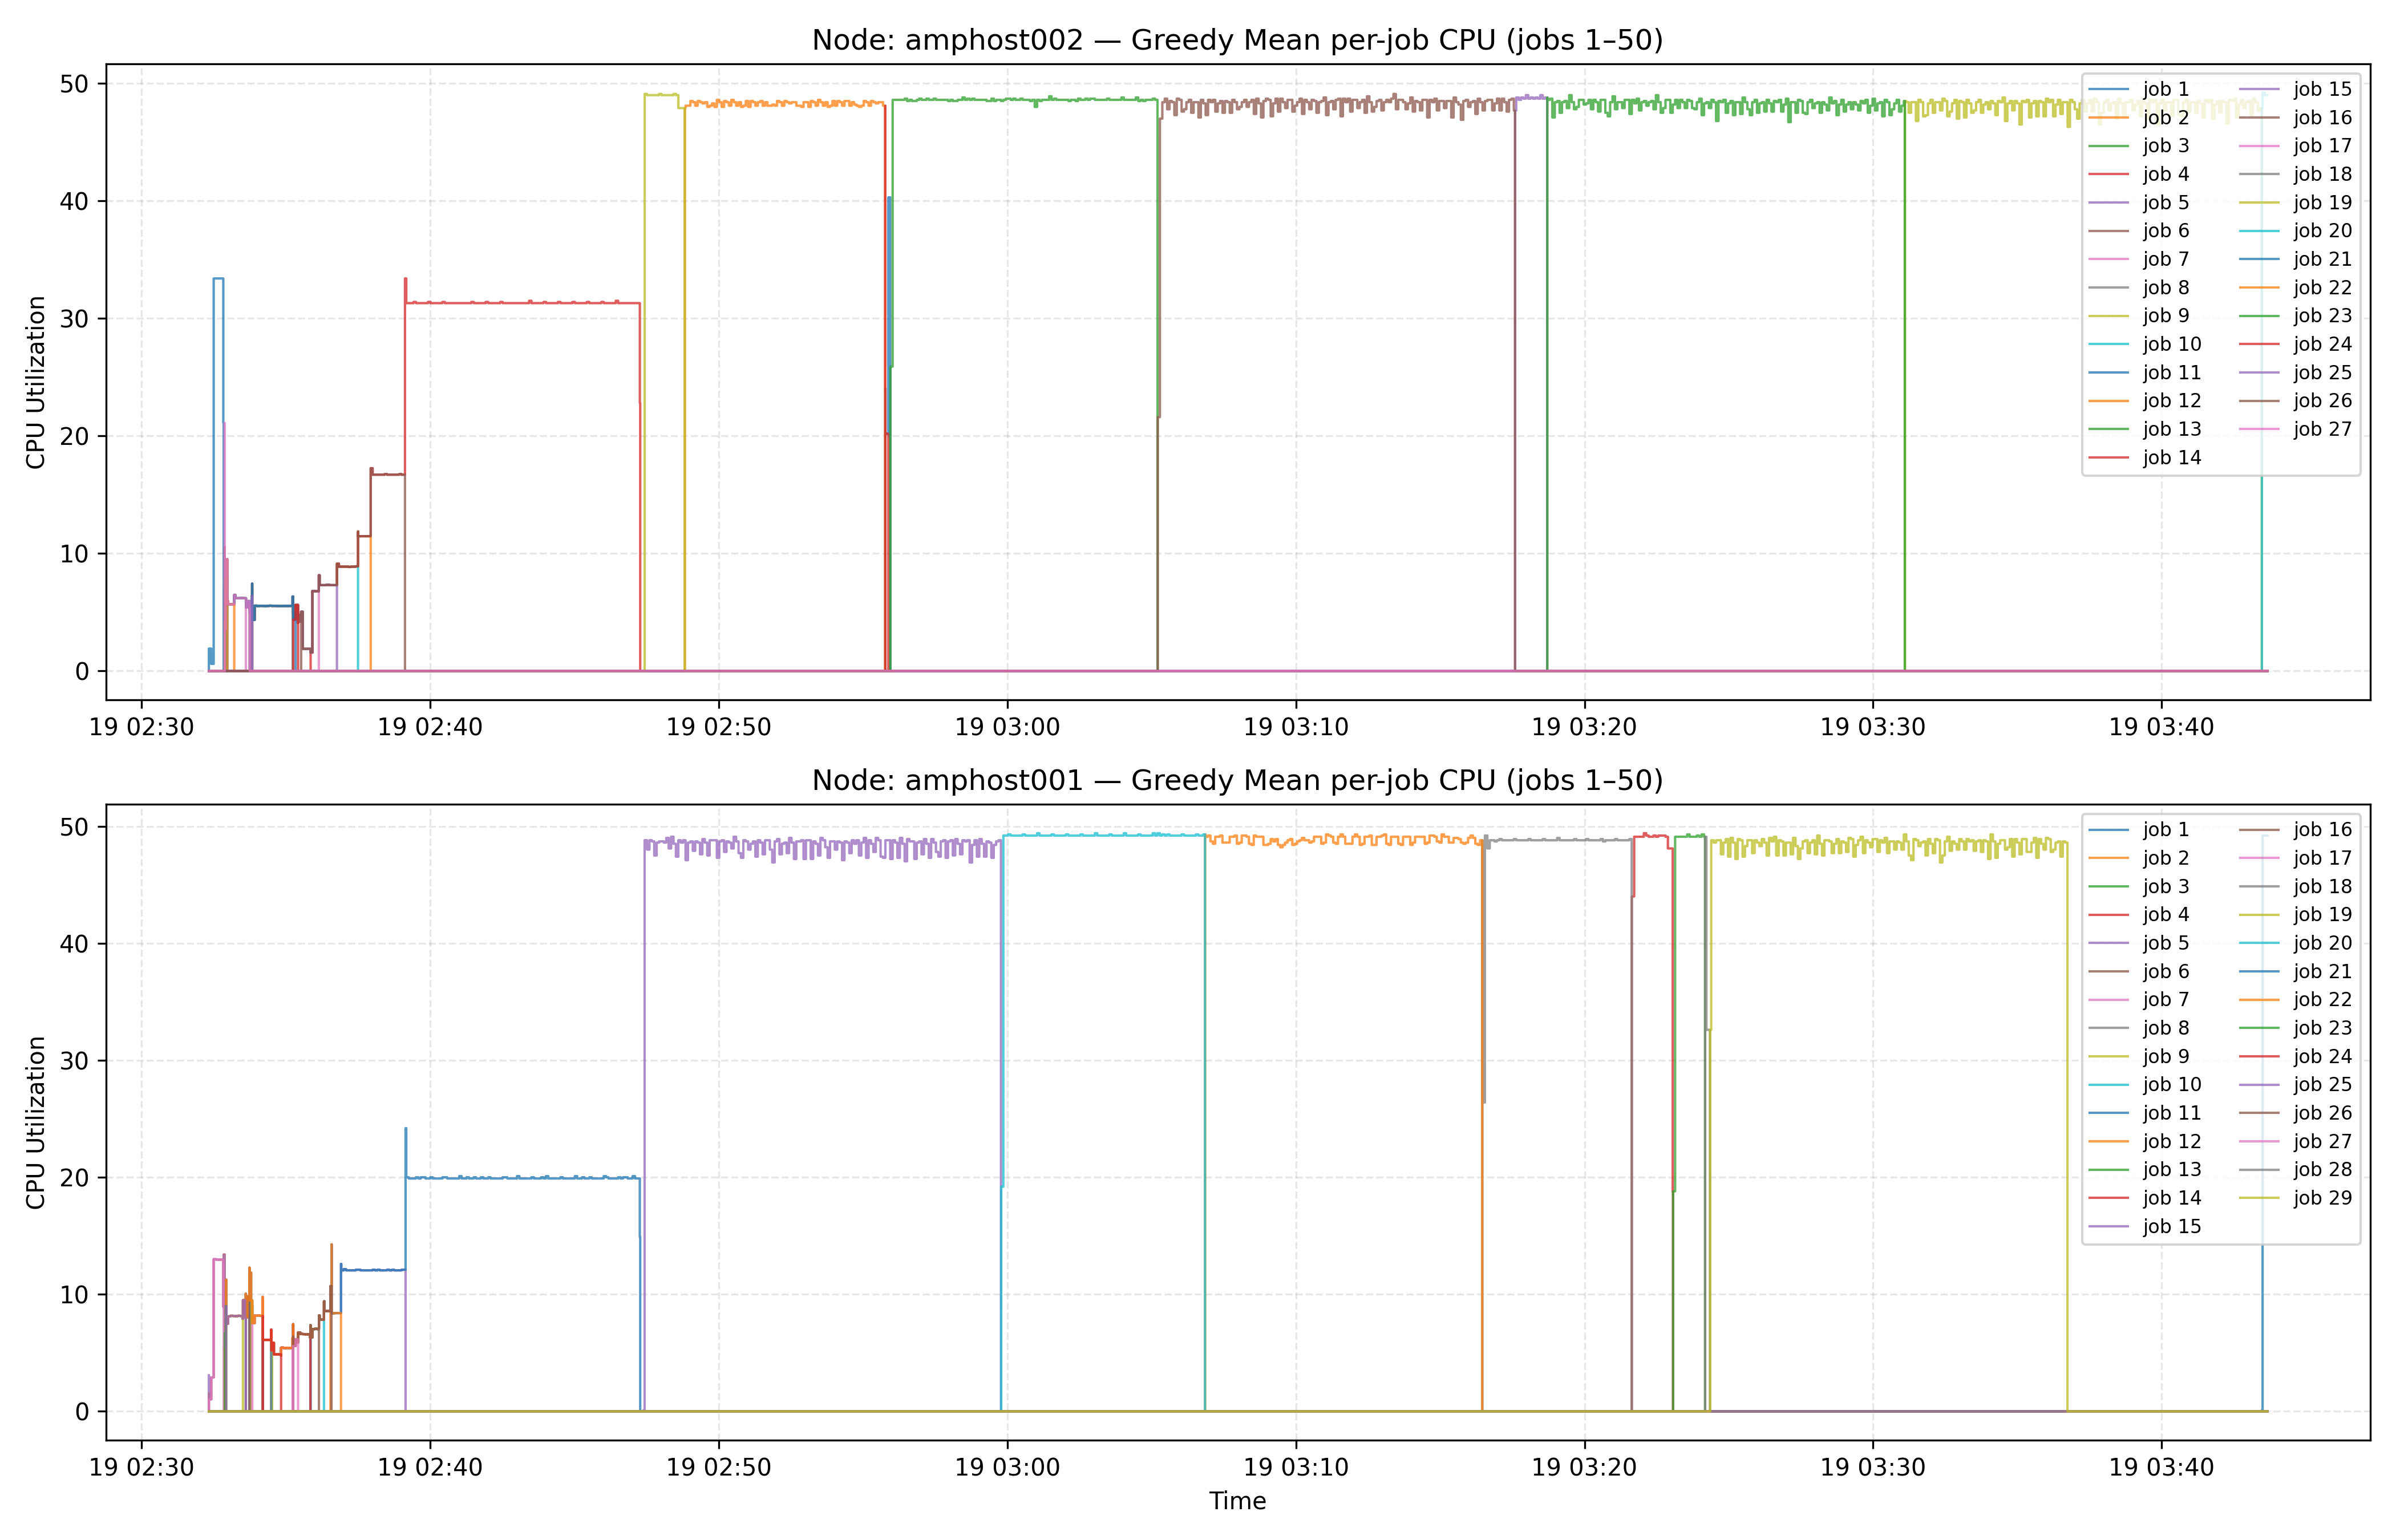 Node: amphost002 — Greedy Mean per-job CPU (jobs 1–50)
CPU Utilization
50
40
30
20
10
0
19 02:30
19 02:40
19 02:50
19 03:00
19 03:10
19 03:20
19 03:30
19 03:40
job 1
job 2
job 3
job 4
job 5
job 6
job 7
job 8
job 9
job 10
job 11
job 12
job 13
job 14
job 15
job 16
job 17
job 18
job 19
job 20
job 21
job 22
job 23
job 24
job 25
job 26
job 27
Node: amphost001 — Greedy Mean per-job CPU (jobs 1–50)
CPU Utilization
50
40
30
20
10
0
19 02:30
19 02:40
19 02:50
19 03:00
19 03:10
19 03:20
19 03:30
19 03:40
Time
job 1
job 2
job 3
job 4
job 5
job 6
job 7
job 8
job 9
job 10
job 11
job 12
job 13
job 14
job 15
job 16
job 17
job 18
job 19
job 20
job 21
job 22
job 23
job 24
job 25
job 26
job 27
job 28
job 29